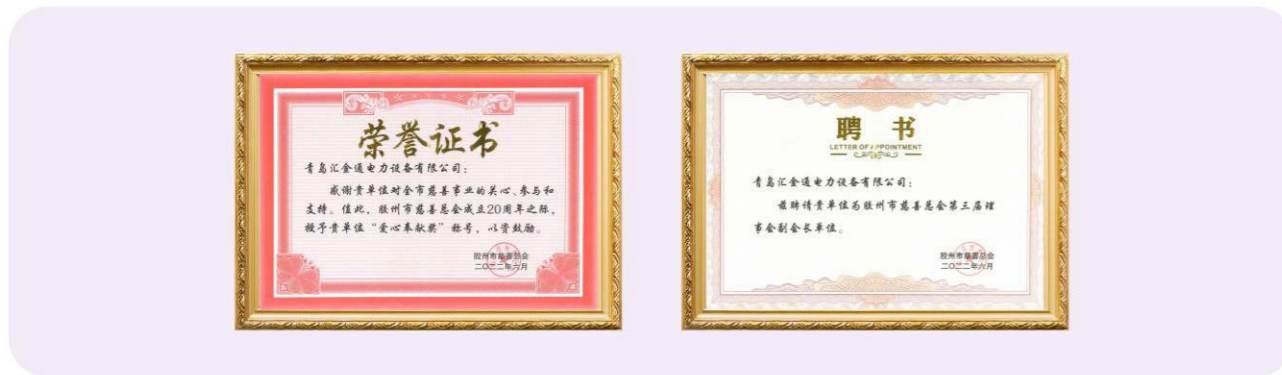 荣誉证书
青岛汇金通电力设备有限公司:
感谢贵单位对全市慈善事业的关心、参与和
支持。值此,胶州市慈善总会成立20周年之际,
授予贵单位“爱心奉献奖”称号,以资鼓励。
胶州市慈善总会
二〇二二年六月
聘 书
LETTER OF APPOINTMENT
青岛汇金通电力设备有限公司:
兹聘请贵单位为胶州市慈善总会第三届理
事会副会长单位。
胶州市慈善总会
二〇二二年六月